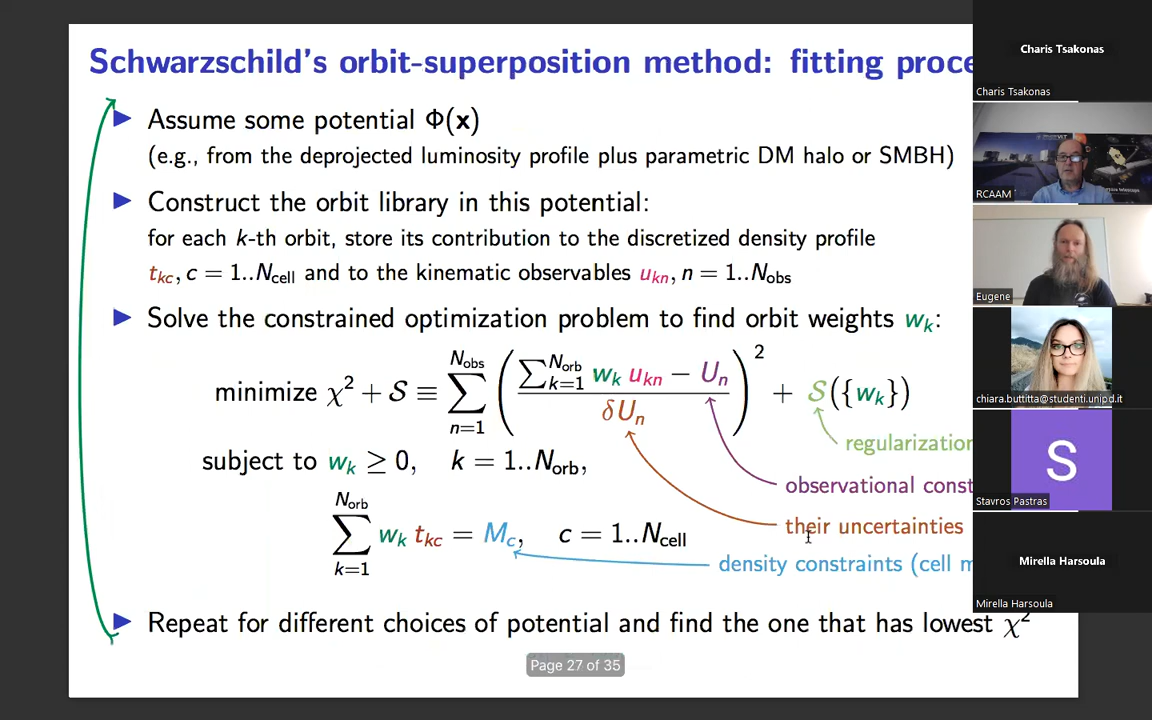 Schwarzschild's orbit-superposition method: fitting proce
▶ Assume some potential Φ(x)
(e.g., from the deprojected luminosity profile plus parametric DM halo or SMBH)
▶ Construct the orbit library in this potential:
for each k-th orbit, store its contribution to the discretized density profile
t_kc, c = 1..N_cell and to the kinematic observables u_kn, n = 1..N_obs
▶ Solve the constrained optimization problem to find orbit weights w_k:
minimize χ² + S ≡ ∑_{n=1}^{N_obs} ( (∑_{k=1}^{N_orb} w_k u_kn − U_n) / δU_n )² + S({w_k})
regularization
subject to w_k ≥ 0, k = 1..N_orb,
observational const
their uncertainties
∑_{k=1}^{N_orb} w_k t_kc = M_c, c = 1..N_cell
density constraints (cell m
▶ Repeat for different choices of potential and find the one that has lowest χ²
Page 27 of 35
Charis Tsakonas
Charis Tsakonas
RCAAM
Eugene
chiara.buttitta@studenti.unipd.it
S
Stavros Pastras
Mirella Harsoula
Mirella Harsoula